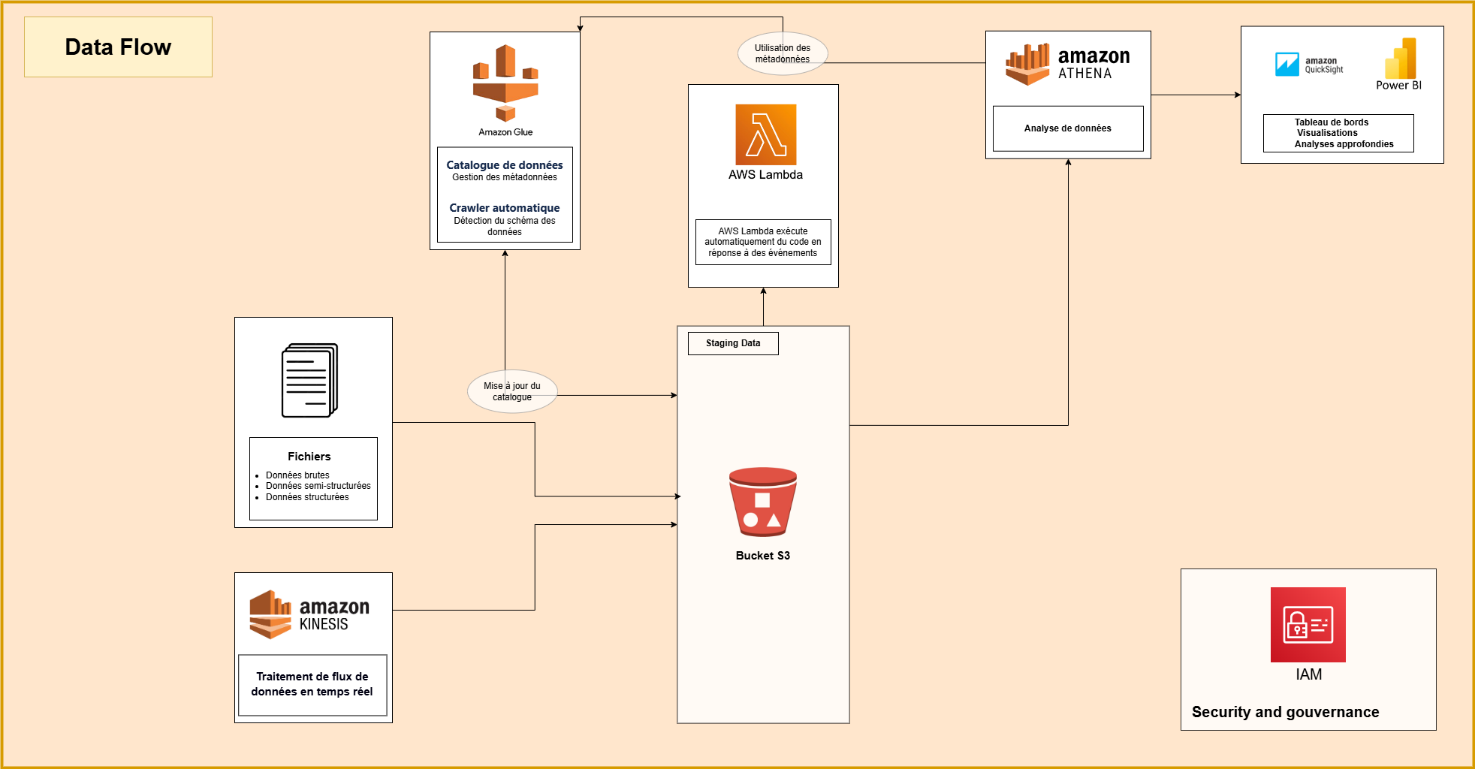 Data Flow
Amazon Glue
Catalogue de données
Gestion des métadonnées
Crawler automatique
Détection du schéma des
données
Utilisation des
métadonnées
AWS Lambda
AWS Lambda exécute
automatiquement du code en
réponse à des événements
amazon
ATHENA
Analyse de données
amazon
QuickSight
Power BI
Tableau de bords
Visualisations
Analyses approfondies
Mise à jour du
catalogue
Fichiers
• Données brutes
• Données semi-structurées
• Données structurées
amazon
KINESIS
Traitement de flux de
données en temps réel
Staging Data
Bucket S3
IAM
Security and gouvernance